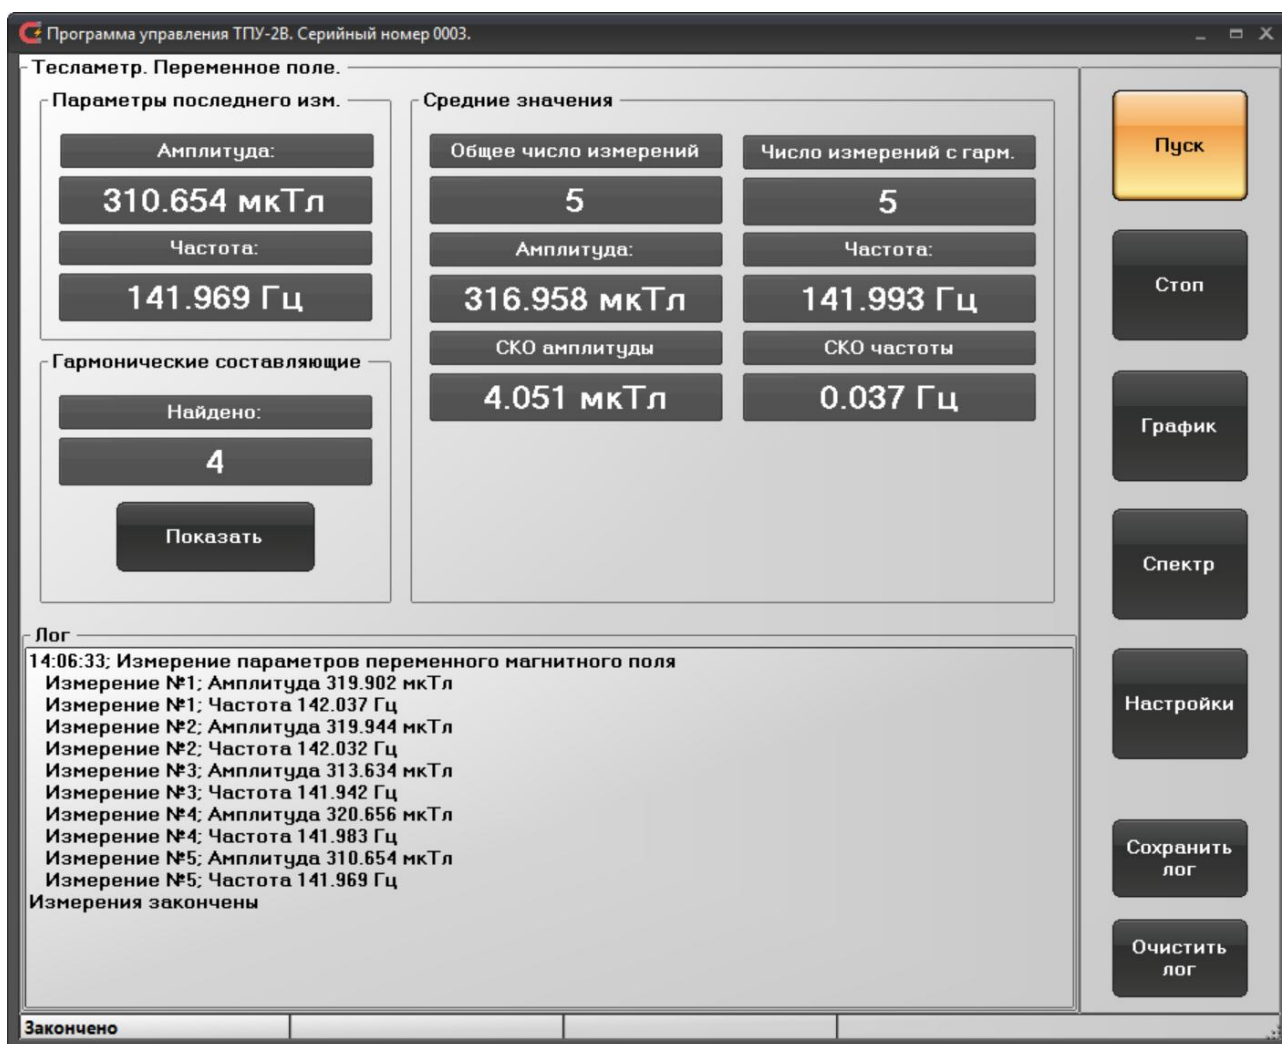 Программа управления ТПУ-2В. Серийный номер 0003.
Тесламетр. Переменное поле.
Параметры последнего изм.
Амплитуда:
310.654 мкТл
Частота:
141.969 Гц
Гармонические составляющие
Найдено:
4
Показать
Средние значения
Общее число измерений
5
Амплитуда:
316.958 мкТл
СКО амплитуды
4.051 мкТл
Число измерений с гарм.
5
Частота:
141.993 Гц
СКО частоты
0.037 Гц
Лог
14:06:33; Измерение параметров переменного магнитного поля
Измерение №1; Амплитуда 319.902 мкТл
Измерение №1; Частота 142.037 Гц
Измерение №2; Амплитуда 319.944 мкТл
Измерение №2; Частота 142.032 Гц
Измерение №3; Амплитуда 313.634 мкТл
Измерение №3; Частота 141.942 Гц
Измерение №4; Амплитуда 320.656 мкТл
Измерение №4; Частота 141.983 Гц
Измерение №5; Амплитуда 310.654 мкТл
Измерение №5; Частота 141.969 Гц
Измерения закончены
Пуск
Стоп
График
Спектр
Настройки
Сохранить
лог
Очистить
лог
Закончено